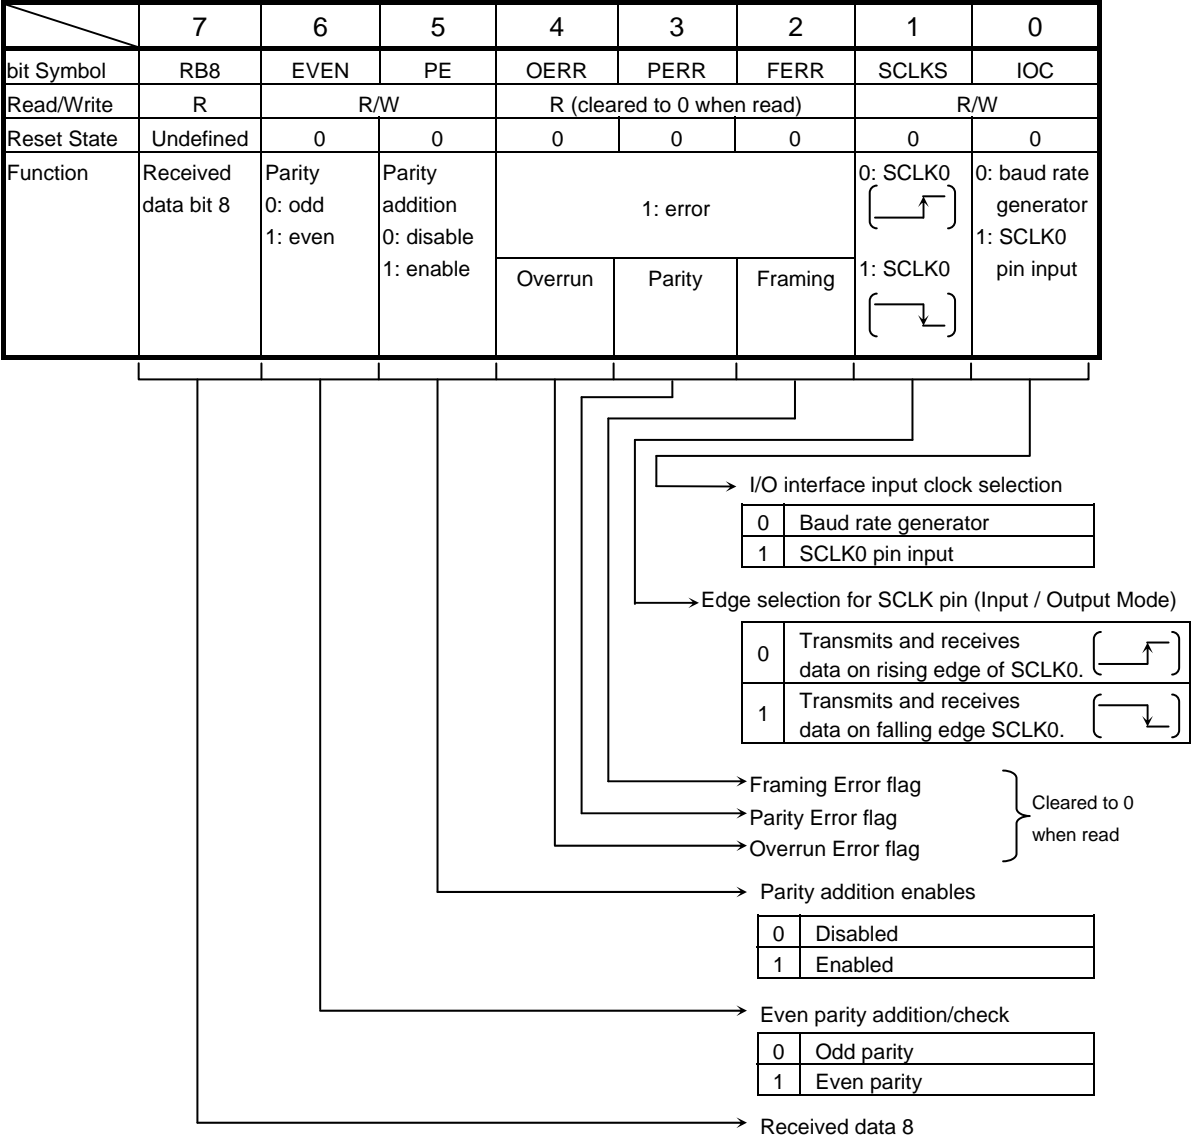 7 6 5 4 3 2 1 0
bit Symbol RB8 EVEN PE OERR PERR FERR SCLKS IOC
Read/Write R R/W R (cleared to 0 when read) R/W
Reset State Undefined 0 0 0 0 0 0 0
Function
Received
data bit 8
Parity
0: odd
1: even
Parity
addition
0: disable
1: enable
1: error
Overrun Parity Framing
0: SCLK0
1: SCLK0
0: baud rate
generator
1: SCLK0
pin input
I/O interface input clock selection
0 Baud rate generator
1 SCLK0 pin input
Edge selection for SCLK pin (Input / Output Mode)
0 Transmits and receives
data on rising edge of SCLK0.
1 Transmits and receives
data on falling edge SCLK0.
Framing Error flag
Parity Error flag
Overrun Error flag
Cleared to 0
when read
Parity addition enables
0 Disabled
1 Enabled
Even parity addition/check
0 Odd parity
1 Even parity
Received data 8